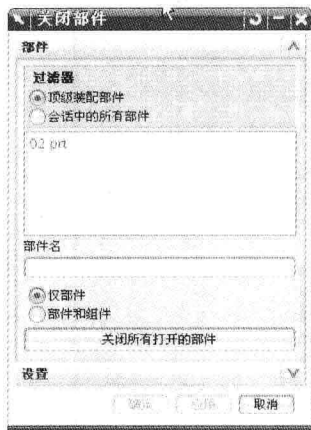 关闭部件
部件
过滤器
顶级装配部件
会话中的所有部件
02 prt
部件名
仅部件
部件和组件
关闭所有打开的部件
设置
取消